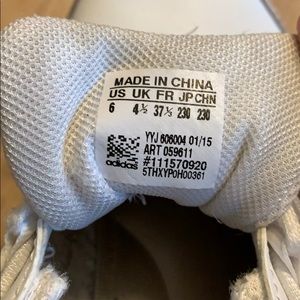 MADE IN CHINA
US UK FR JP CHN
6 4½ 37⅓ 230 230
YYJ 606004 01/15
ART 059611
#111570920
adidas
5THXYP0H00361